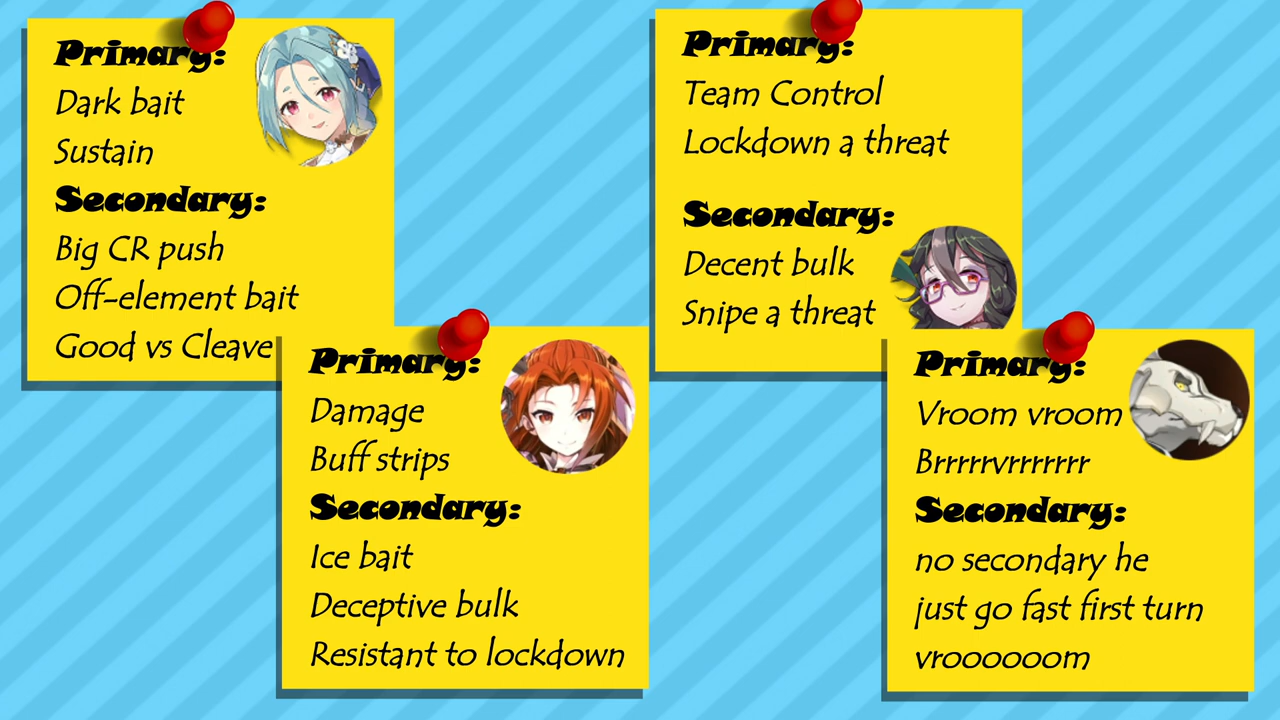 Primary:
Dark bait
Sustain
Secondary:
Big CR push
Off-element bait
Good vs Cleave
Primary:
Damage
Buff strips
Secondary:
Ice bait
Deceptive bulk
Resistant to lockdown
Primary:
Team Control
Lockdown a threat
Secondary:
Decent bulk
Snipe a threat
Primary:
Vroom vroom
Brrrrrvrrrrrrr
Secondary:
no secondary he
just go fast first turn
vroooooom